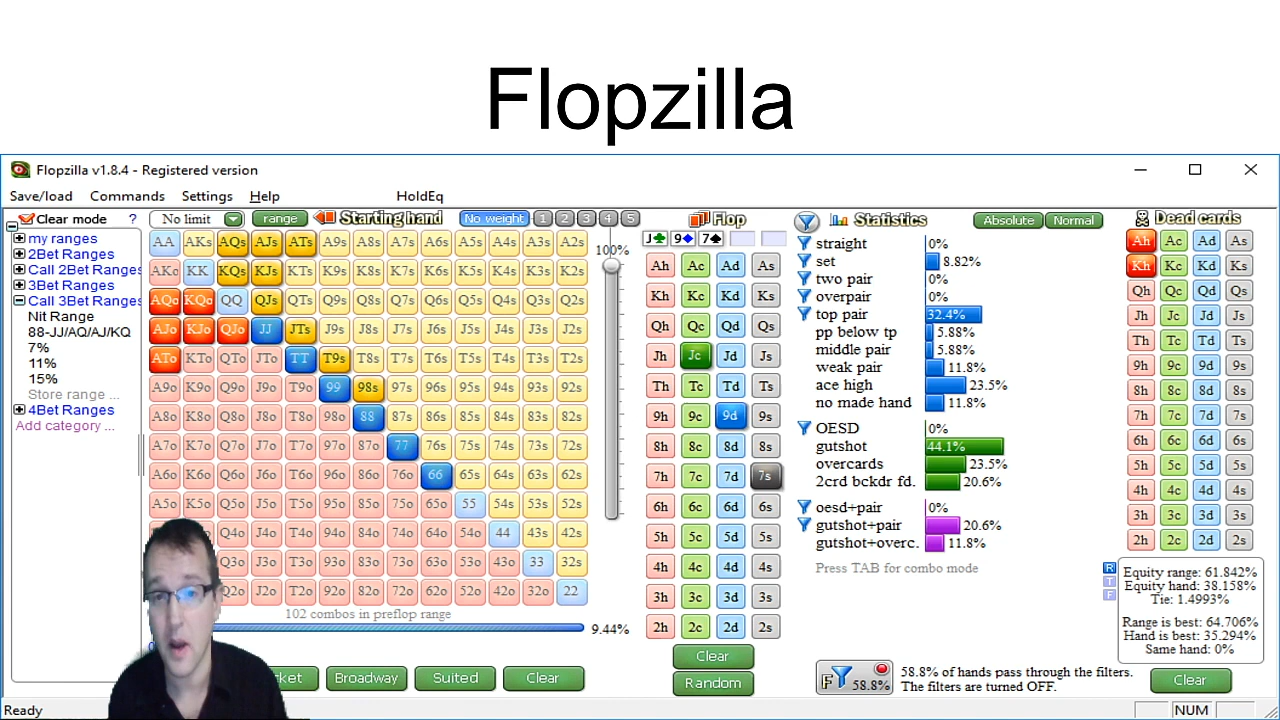 Flopzilla
Flopzilla v1.8.4 - Registered version
Save/load Commands Settings Help HoldEq
Clear mode ? No limit range Starting hand No weight 1 2 3 4 5 Flop Statistics Absolute Normal Dead cards
my ranges
2Bet Ranges
Call 2Bet Ranges
3Bet Ranges
Call 3Bet Ranges
Nit Range
88-JJ/AQ/AJ/KQ
7%
11%
15%
Store range ...
4Bet Ranges
Add category ...
AA AKs AQs AJs ATs A9s A8s A7s A6s A5s A4s A3s A2s
AKo KK KQs KJs KTs K9s K8s K7s K6s K5s K4s K3s K2s
AQo KQo QQ QJs QTs Q9s Q8s Q7s Q6s Q5s Q4s Q3s Q2s
AJo KJo QJo JJ JTs J9s J8s J7s J6s J5s J4s J3s J2s
ATo KTo QTo JTo TT T9s T8s T7s T6s T5s T4s T3s T2s
A9o K9o Q9o J9o T9o 99 98s 97s 96s 95s 94s 93s 92s
A8o K8o Q8o J8o T8o 98o 88 87s 86s 85s 84s 83s 82s
A7o K7o Q7o J7o T7o 97o 87o 77 76s 75s 74s 73s 72s
A6o K6o Q6o J6o T6o 96o 86o 76o 66 65s 64s 63s 62s
A5o K5o Q5o J5o T5o 95o 85o 75o 65o 55 54s 53s 52s
Q4o J4o T4o 94o 84o 74o 64o 54o 44 43s 42s
Q3o J3o T3o 93o 83o 73o 63o 53o 43o 33 32s
Q2o J2o T2o 92o 82o 72o 62o 52o 42o 32o 22
102 combos in preflop range
9.44%
ket Broadway Suited Clear
100%
J♣ 9♦ 7♠
Ah Ac Ad As
Kh Kc Kd Ks
Qh Qc Qd Qs
Jh Jc Jd Js
Th Tc Td Ts
9h 9c 9d 9s
8h 8c 8d 8s
7h 7c 7d 7s
6h 6c 6d 6s
5h 5c 5d 5s
4h 4c 4d 4s
3h 3c 3d 3s
2h 2c 2d 2s
Clear
Random
straight 0%
set 8.82%
two pair 0%
overpair 0%
top pair 32.4%
pp below tp 5.88%
middle pair 5.88%
weak pair 11.8%
ace high 23.5%
no made hand 11.8%
OESD 0%
gutshot 44.1%
overcards 23.5%
2crd bckdr fd. 20.6%
oesd+pair 0%
gutshot+pair 20.6%
gutshot+overc. 11.8%
Press TAB for combo mode
F 58.8%
58.8% of hands pass through the filters.
The filters are turned OFF.
Ah Ac Ad As
Kh Kc Kd Ks
Qh Qc Qd Qs
Jh Jc Jd Js
Th Tc Td Ts
9h 9c 9d 9s
8h 8c 8d 8s
7h 7c 7d 7s
6h 6c 6d 6s
5h 5c 5d 5s
4h 4c 4d 4s
3h 3c 3d 3s
2h 2c 2d 2s
R
T
F
Equity range: 61.842%
Equity hand: 38.158%
Tie: 1.4993%
Range is best: 64.706%
Hand is best: 35.294%
Same hand: 0%
Clear
Ready NUM